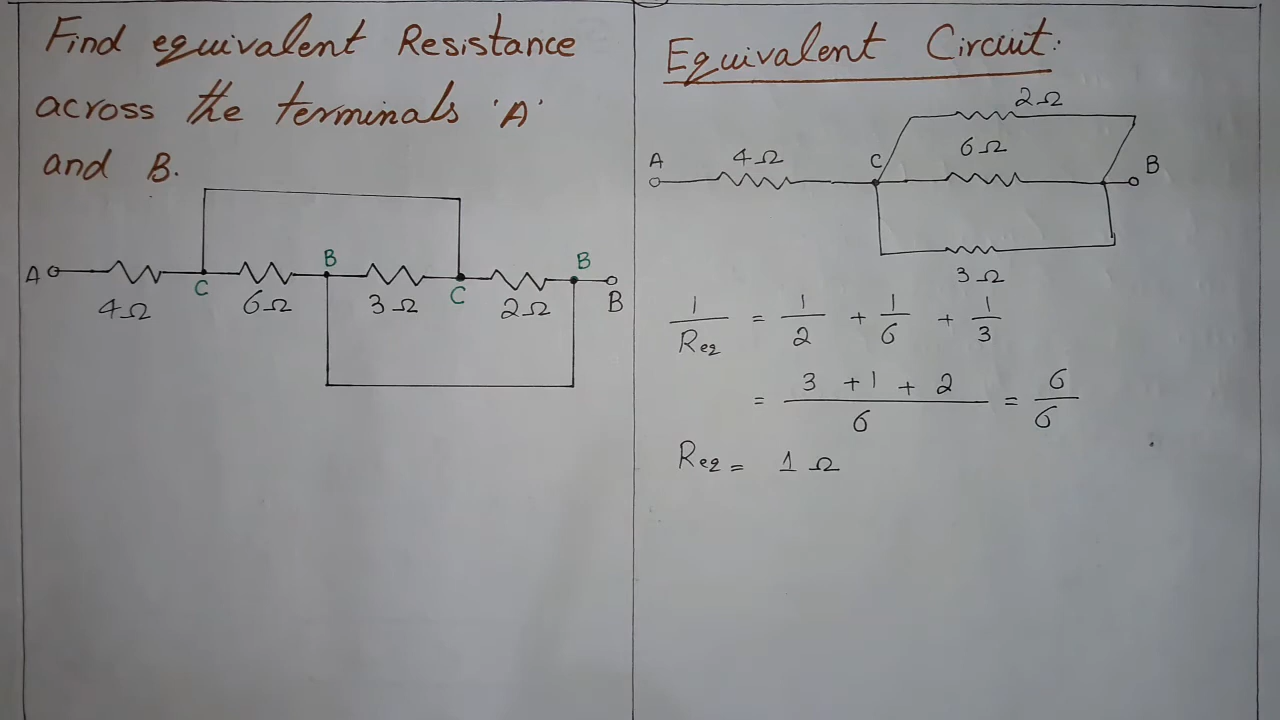 Find equivalent Resistance
across the terminals 'A'
and B.
A 4Ω C 6Ω B 3Ω C 2Ω B B
Equivalent Circuit:
2Ω
A 4Ω C 6Ω B
3Ω
1/Req = 1/2 + 1/6 + 1/3
= 3 + 1 + 2 / 6 = 6/6
Req = 1Ω